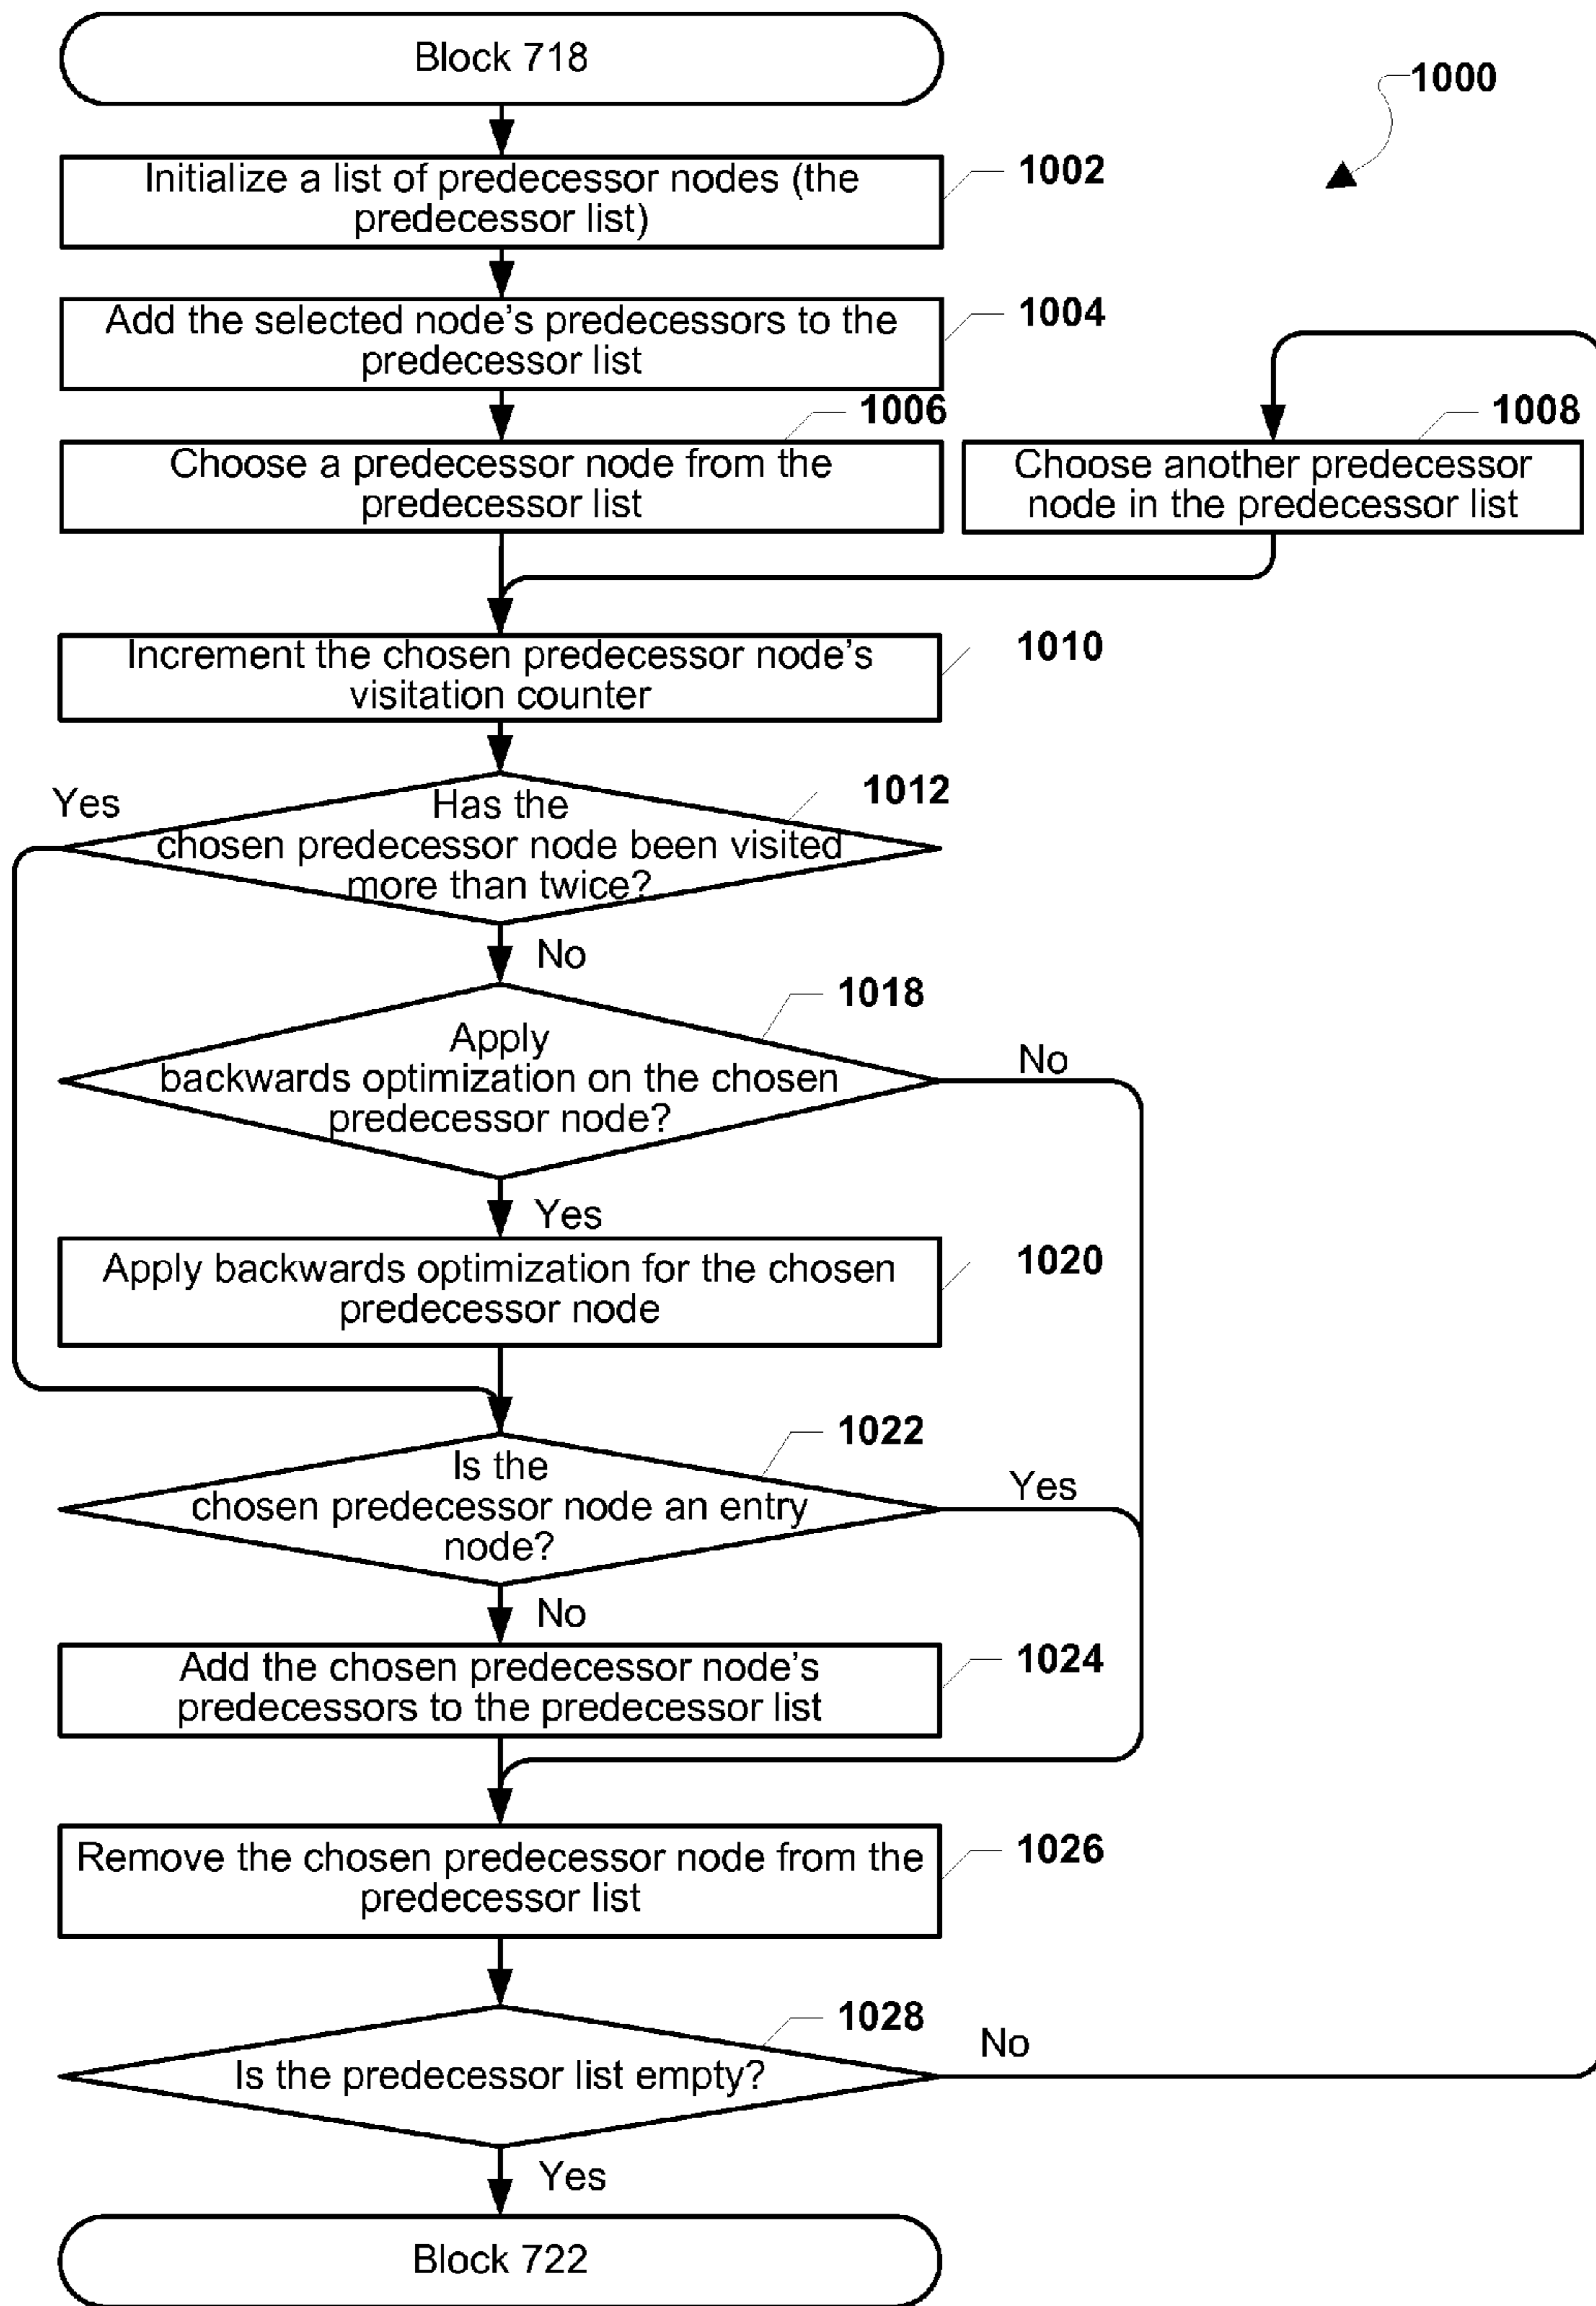 Block 718
1000
Initialize a list of predecessor nodes (the
predecessor list)
1002
Add the selected node's predecessors to the
predecessor list
1004
1006
Choose a predecessor node from the
predecessor list
1008
Choose another predecessor
node in the predecessor list
Increment the chosen predecessor node's
visitation counter
1010
Yes
Has the
chosen predecessor node been visited
more than twice?
1012
No
1018
Apply
backwards optimization on the chosen
predecessor node?
No
Yes
Apply backwards optimization for the chosen
predecessor node
1020
1022
Is the
chosen predecessor node an entry
node?
Yes
No
Add the chosen predecessor node's
predecessors to the predecessor list
1024
Remove the chosen predecessor node from the
predecessor list
1026
1028
Is the predecessor list empty?
No
Yes
Block 722